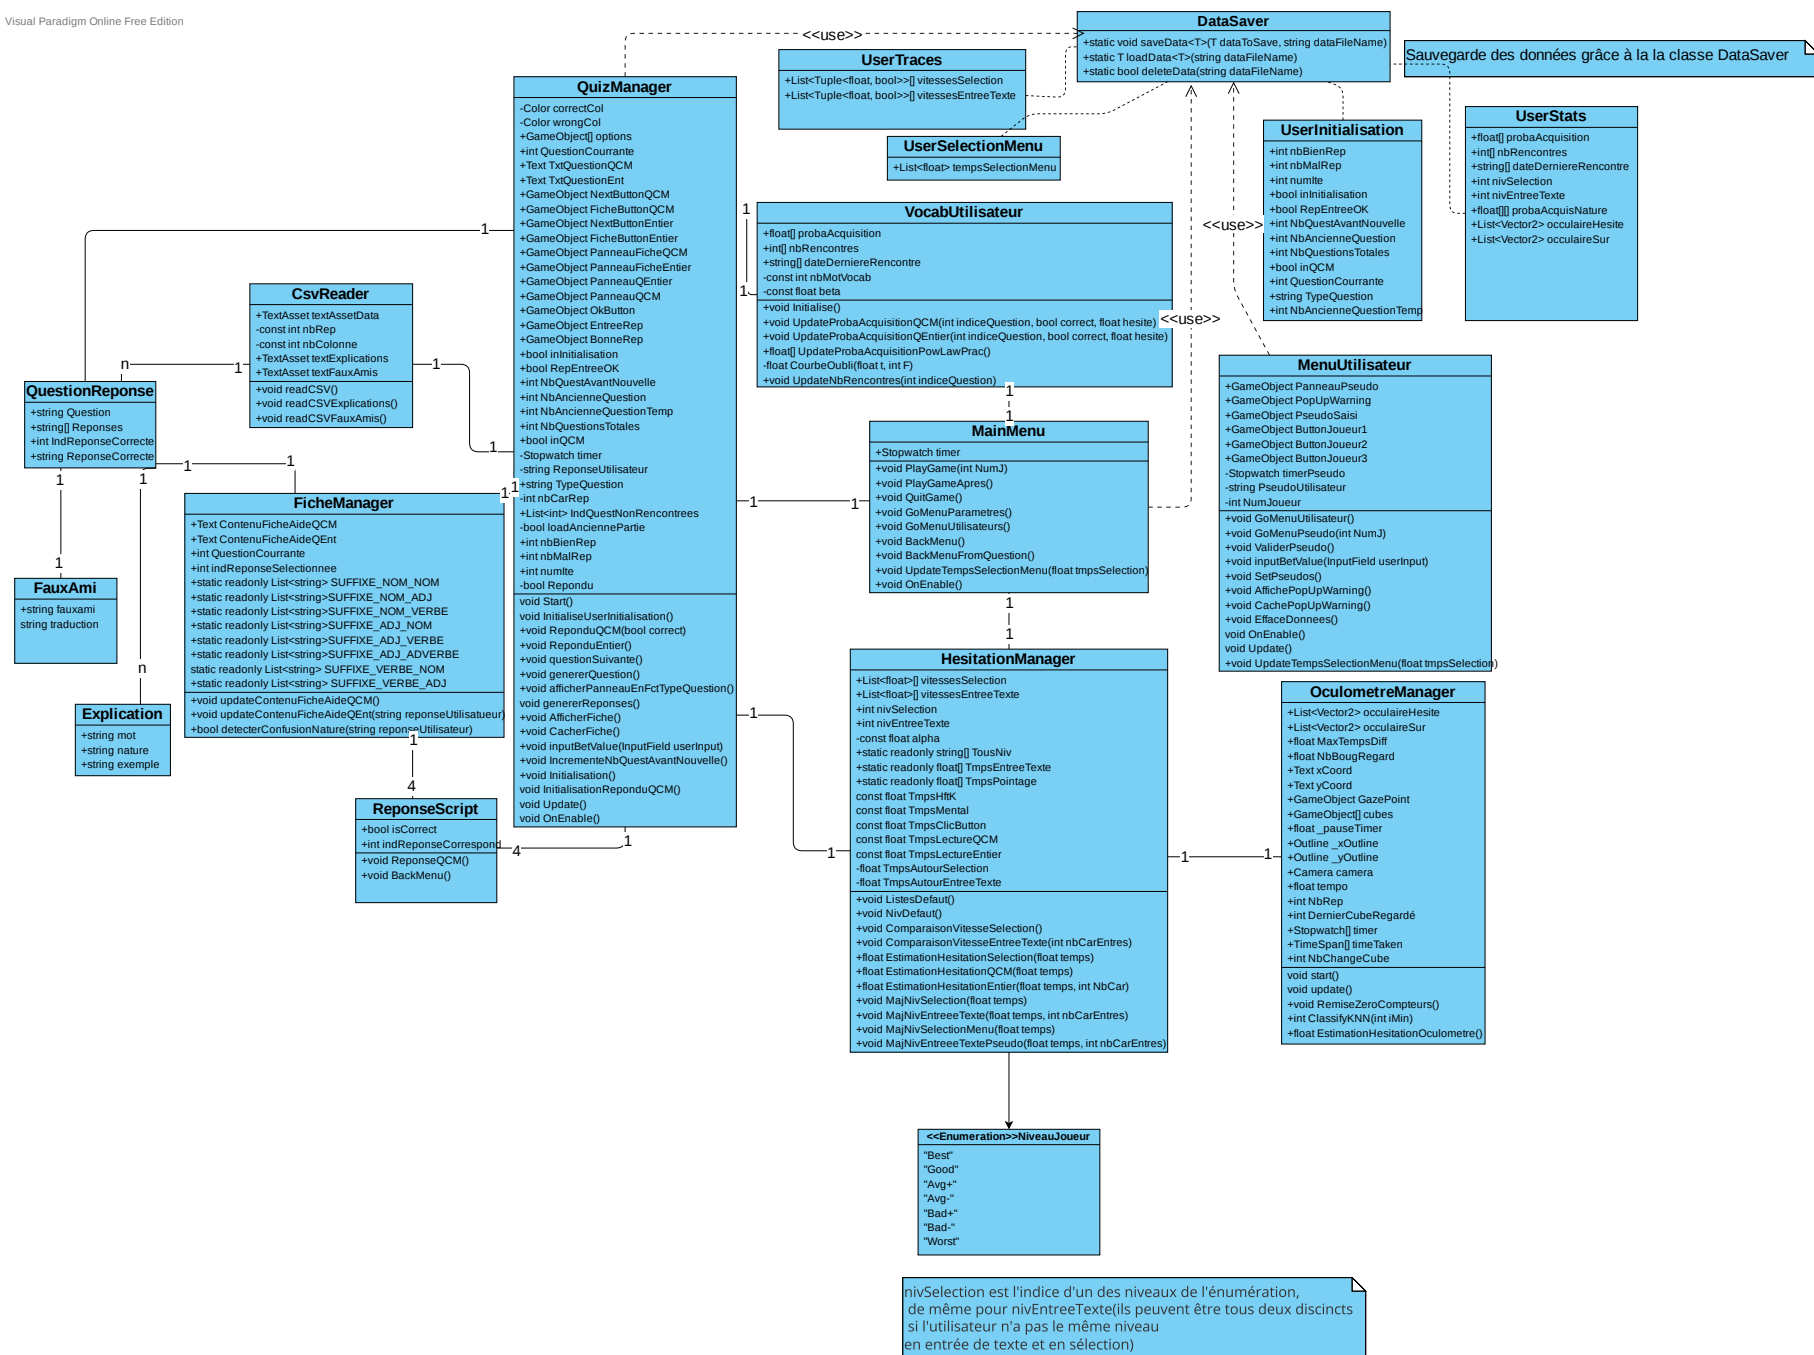 Visual Paradigm Online Free Edition
DataSaver
+static void saveData<T>(T dataToSave, string dataFileName)
+static T loadData<T>(string dataFileName)
+static bool deleteData(string dataFileName)
<<use>>
Sauvegarde des données grâce à la la classe DataSaver
UserTraces
+List<Tuple<float, bool>>[] vitessesSelection
+List<Tuple<float, bool>>[] vitessesEntreeTexte
UserSelectionMenu
+List<float> tempsSelectionMenu
UserInitialisation
+int nbBienRep
+int nbMalRep
+int numIte
+bool inInitialisation
+bool RepEntreeOK
+int NbQuestAvantNouvelle
+int NbAncienneQuestion
+int NbQuestionsTotales
+bool inQCM
+int QuestionCourrante
+string TypeQuestion
+int NbAncienneQuestionTemp
UserStats
+float[] probaAcquisition
+int[] nbRencontres
+string[] dateDerniereRencontre
+int nivSelection
+int nivEntreeTexte
+float[][] probaAcquisNature
+List<Vector2> occulaireHesite
+List<Vector2> occulaireSur
QuizManager
-Color correctCol
-Color wrongCol
+GameObject[] options
+int QuestionCourrante
+Text TxtQuestionQCM
+Text TxtQuestionEnt
+GameObject NextButtonQCM
+GameObject FicheButtonQCM
+GameObject NextButtonEntier
+GameObject FicheButtonEntier
+GameObject PanneauFicheQCM
+GameObject PanneauFicheEntier
+GameObject PanneauQEntier
+GameObject PanneauQCM
+GameObject OkButton
+GameObject EntreeRep
+GameObject BonneRep
+bool inInitialisation
+bool RepEntreeOK
+int NbQuestAvantNouvelle
+int NbAncienneQuestion
+int NbAncienneQuestionTemp
+int NbQuestionsTotales
+bool inQCM
-Stopwatch timer
-string ReponseUtilisateur
+string TypeQuestion
-int nbCarRep
+List<int> IndQuestNonRencontrees
-bool loadAnciennePartie
+int nbBienRep
+int nbMalRep
+int numIte
-bool Repondu
void Start()
void InitialiseUserInitialisation()
+void ReponduQCM(bool correct)
+void ReponduEntier()
+void questionSuivante()
+void genererQuestion()
+void afficherPanneauEnFctTypeQuestion()
void genererReponses()
+void AfficherFiche()
+void CacherFiche()
+void inputBetValue(InputField userInput)
+void IncrementeNbQuestAvantNouvelle()
+void Initialisation()
void InitialisationReponduQCM()
void Update()
void OnEnable()
1
1
1
VocabUtilisateur
+float[] probaAcquisition
+int[] nbRencontres
+string[] dateDerniereRencontre
-const int nbMotVocab
-const float beta
+void Initialise()
+void UpdateProbaAcquisitionQCM(int indiceQuestion, bool correct, float hesite)
+void UpdateProbaAcquisitionQEntier(int indiceQuestion, bool correct, float hesite)
+float[] UpdateProbaAcquisitionPowLawPrac()
-float CourbeOubli(float t, int F)
+void UpdateNbRencontres(int indiceQuestion)
<<use>>
<<use>>
1
1
CsvReader
+TextAsset textAssetData
-const int nbRep
-const int nbColonne
+TextAsset textExplications
+TextAsset textFauxAmis
+void readCSV()
+void readCSVExplications()
+void readCSVFauxAmis()
n
1
1
1
QuestionReponse
+string Question
+string[] Reponses
+int IndReponseCorrecte
+string ReponseCorrecte
1
1
1
1
1
1
FicheManager
+Text ContenuFicheAideQCM
+Text ContenuFicheAideQEnt
+int QuestionCourrante
+int indReponseSelectionnee
+static readonly List<string> SUFFIXE_NOM_NOM
+static readonly List<string>SUFFIXE_NOM_ADJ
+static readonly List<string>SUFFIXE_NOM_VERBE
+static readonly List<string>SUFFIXE_ADJ_NOM
+static readonly List<string>SUFFIXE_ADJ_VERBE
+static readonly List<string>SUFFIXE_ADJ_ADVERBE
static readonly List<string> SUFFIXE_VERBE_NOM
+static readonly List<string> SUFFIXE_VERBE_ADJ
+void updateContenuFicheAideQCM()
+void updateContenuFicheAideQEnt(string reponseUtilisatueur)
+bool detecterConfusionNature(string reponseUtilisateur)
1
FauxAmi
+string fauxami
string traduction
n
Explication
+string mot
+string nature
+string exemple
1
4
ReponseScript
+bool isCorrect
+int indReponseCorrespond
+void ReponseQCM()
+void BackMenu()
4
1
MainMenu
+Stopwatch timer
+void PlayGame(int NumJ)
+void PlayGameApres()
+void QuitGame()
+void GoMenuParametres()
+void GoMenuUtilisateurs()
+void BackMenu()
+void BackMenuFromQuestion()
+void UpdateTempsSelectionMenu(float tmpsSelection)
+void OnEnable()
1
1
1
1
MenuUtilisateur
+GameObject PanneauPseudo
+GameObject PopUpWarning
+GameObject PseudoSaisi
+GameObject ButtonJoueur1
+GameObject ButtonJoueur2
+GameObject ButtonJoueur3
-Stopwatch timerPseudo
-string PseudoUtilisateur
-int NumJoueur
+void GoMenuUtilisateur()
+void GoMenuPseudo(int NumJ)
+void ValiderPseudo()
+void inputBetValue(InputField userInput)
+void SetPseudos()
+void AffichePopUpWarning()
+void CachePopUpWarning()
+void EffaceDonnees()
void OnEnable()
void Update()
+void UpdateTempsSelectionMenu(float tmpsSelection)
HesitationManager
+List<float>[] vitessesSelection
+List<float>[] vitessesEntreeTexte
+int nivSelection
+int nivEntreeTexte
-const float alpha
+static readonly string[] TousNiv
+static readonly float[] TmpsEntreeTexte
+static readonly float[] TmpsPointage
const float TmpsHftK
const float TmpsMental
const float TmpsClicButton
const float TmpsLectureQCM
const float TmpsLectureEntier
-float TmpsAutourSelection
-float TmpsAutourEntreeTexte
+void ListesDefaut()
+void NivDefaut()
+void ComparaisonVitesseSelection()
+void ComparaisonVitesseEntreeTexte(int nbCarEntres)
+float EstimationHesitationSelection(float temps)
+float EstimationHesitationQCM(float temps)
+float EstimationHesitationEntier(float temps, int NbCar)
+void MajNivSelection(float temps)
+void MajNivEntreeeTexte(float temps, int nbCarEntres)
+void MajNivSelectionMenu(float temps)
+void MajNivEntreeeTextePseudo(float temps, int nbCarEntres)
1
1
1
1
OculometreManager
+List<Vector2> occulaireHesite
+List<Vector2> occulaireSur
+float MaxTempsDiff
+float NbBougRegard
+Text xCoord
+Text yCoord
+GameObject GazePoint
+GameObject[] cubes
+float _pauseTimer
+Outline _xOutline
+Outline _yOutline
+Camera camera
+float tempo
+int NbRep
+int DernierCubeRegardé
+Stopwatch[] timer
+TimeSpan[] timeTaken
+int NbChangeCube
void start()
void update()
+void RemiseZeroCompteurs()
+int ClassifyKNN(int iMin)
+float EstimationHesitationOculometre()
<<Enumeration>>NiveauJoueur
"Best"
"Good"
"Avg+"
"Avg-"
"Bad+"
"Bad-"
"Worst"
nivSelection est l'indice d'un des niveaux de l'énumération,
de même pour nivEntreeTexte(ils peuvent être tous deux discincts
si l'utilisateur n'a pas le même niveau
en entrée de texte et en sélection)